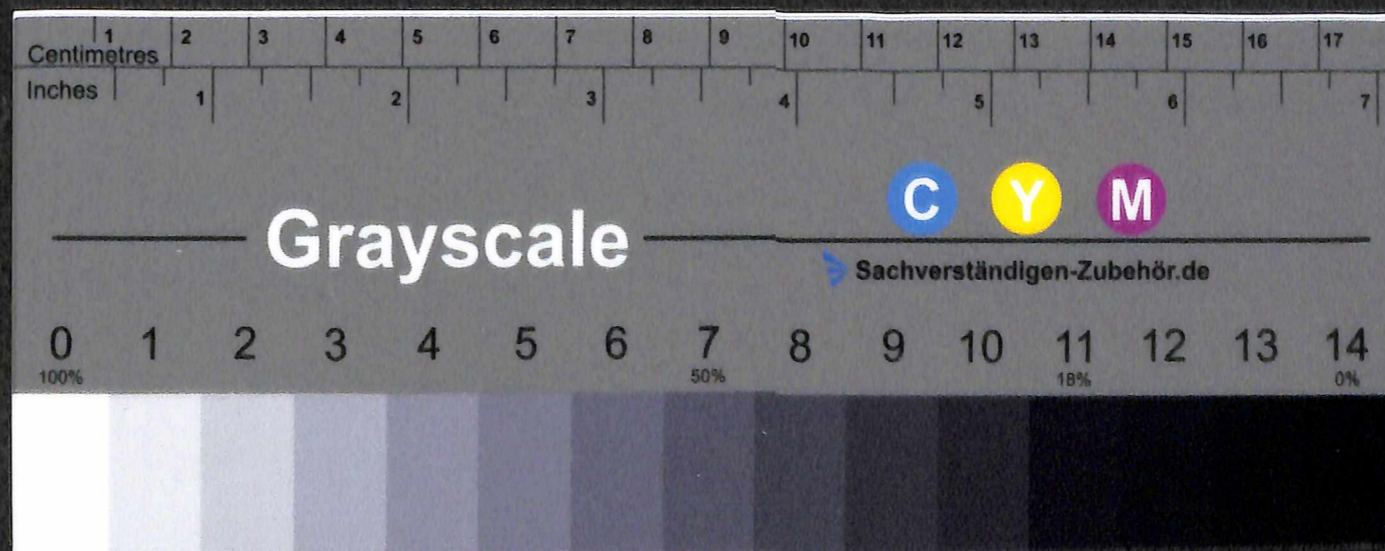 1 2 3 4 5 6 7 8 9 10 11 12 13 14 15 16 17
Centimetres
Inches
1 2 3 4 5 6 7
C Y M
Grayscale
Sachverständigen-Zubehör.de
0 1 2 3 4 5 6 7 8 9 10 11 12 13 14
100% 50% 18% 0%